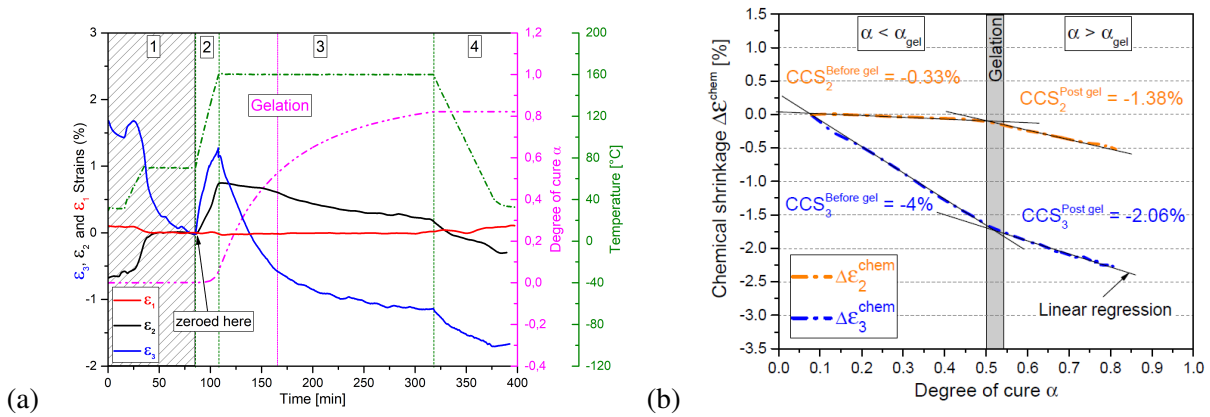 (a)
ε3, ε2 and ε1 Strains (%)
3
2
1
0
-1
-2
1
2
3
4
Gelation
zeroed here
ε1
ε2
ε3
0
50
100
150
200
250
300
350
400
Time [min]
1,2
1,0
0,8
0,6
0,4
0,2
0,0
-0,2
-0,4
Degree of cure α
200
160
120
80
40
0
-40
-80
-120
Temperature [°C]
(b)
Chemical shrinkage Δε^chem [%]
1.5
1.0
0.5
0.0
-0.5
-1.0
-1.5
-2.0
-2.5
-3.0
-3.5
α < αgel
Gelation
α > αgel
CCS2^Before gel = -0.33%
CCS2^Post gel = -1.38%
CCS3^Before gel = -4%
CCS3^Post gel = -2.06%
Δε2^chem
Δε3^chem
Linear regression
0.0 0.1 0.2 0.3 0.4 0.5 0.6 0.7 0.8 0.9 1.0
Degree of cure α